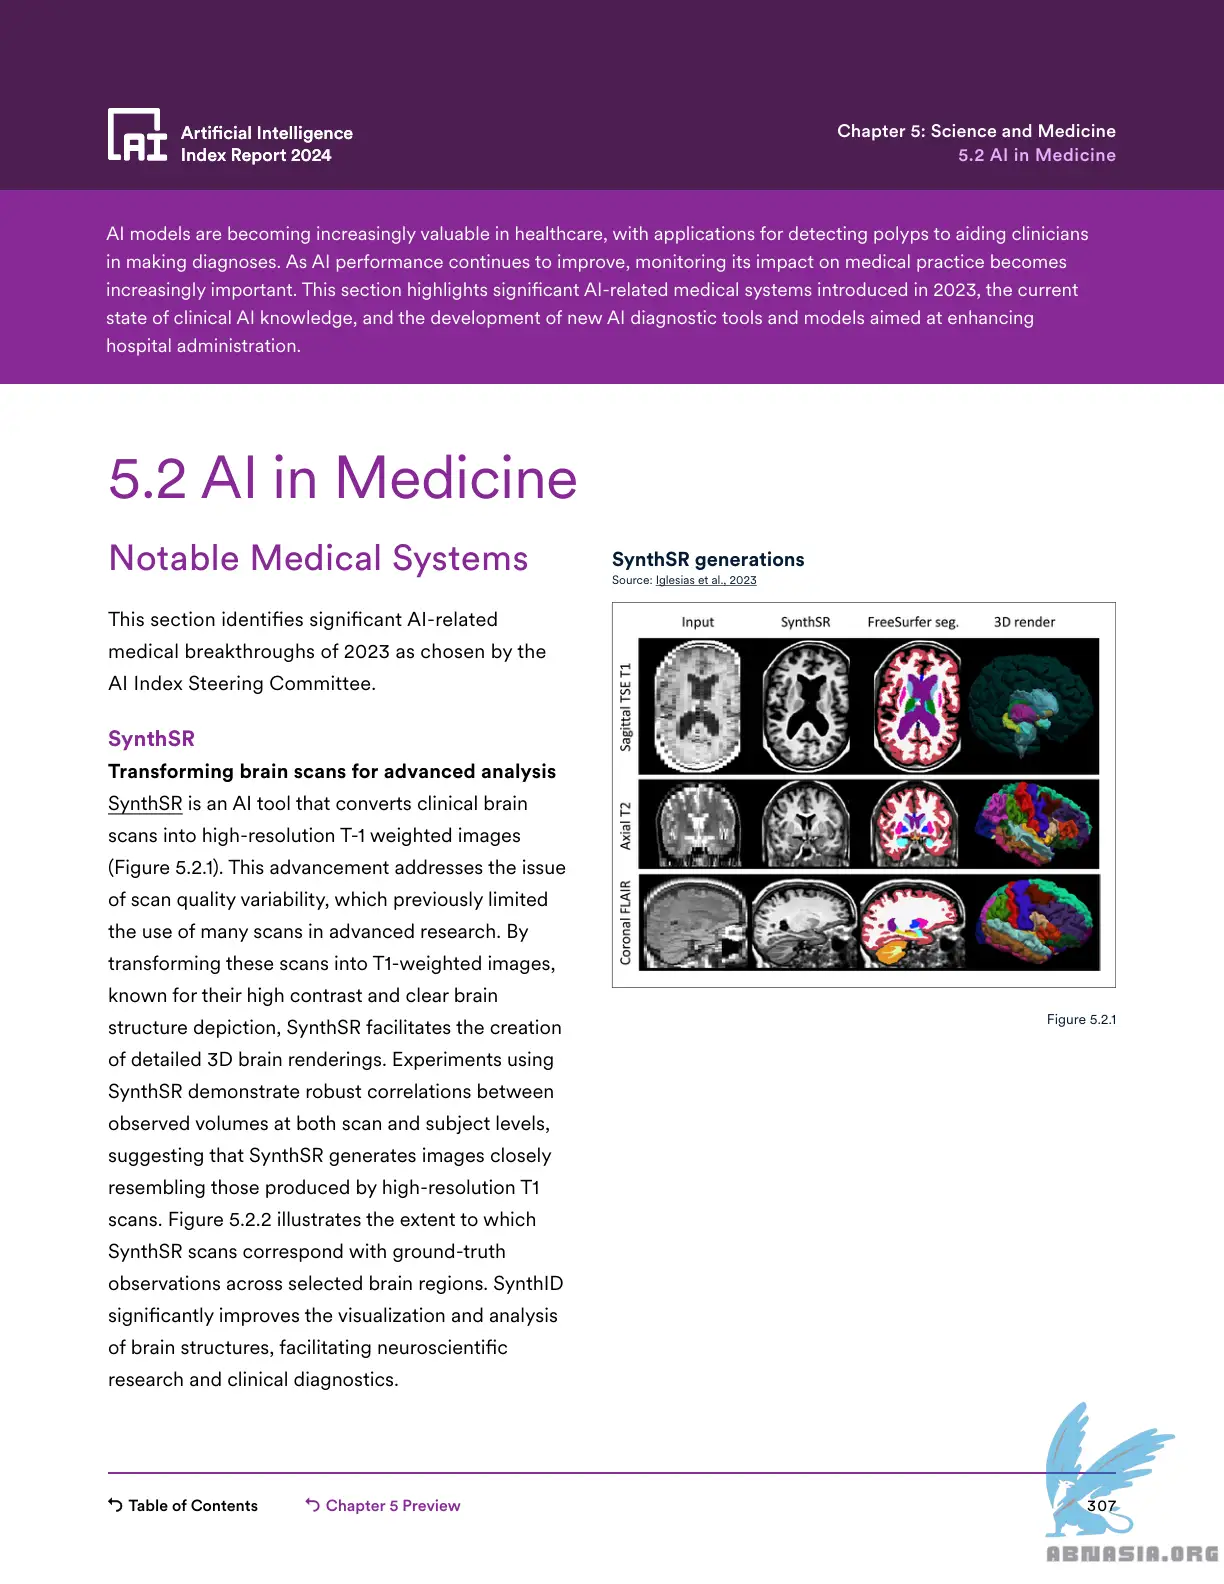 Artificial Intelligence
Index Report 2024
Chapter 5: Science and Medicine
5.2 AI in Medicine
AI models are becoming increasingly valuable in healthcare, with applications for detecting polyps to aiding clinicians
in making diagnoses. As AI performance continues to improve, monitoring its impact on medical practice becomes
increasingly important. This section highlights significant AI-related medical systems introduced in 2023, the current
state of clinical AI knowledge, and the development of new AI diagnostic tools and models aimed at enhancing
hospital administration.
5.2 AI in Medicine
Notable Medical Systems
This section identifies significant AI-related
medical breakthroughs of 2023 as chosen by the
AI Index Steering Committee.
SynthSR
Transforming brain scans for advanced analysis
SynthSR is an AI tool that converts clinical brain
scans into high-resolution T-1 weighted images
(Figure 5.2.1). This advancement addresses the issue
of scan quality variability, which previously limited
the use of many scans in advanced research. By
transforming these scans into T1-weighted images,
known for their high contrast and clear brain
structure depiction, SynthSR facilitates the creation
of detailed 3D brain renderings. Experiments using
SynthSR demonstrate robust correlations between
observed volumes at both scan and subject levels,
suggesting that SynthSR generates images closely
resembling those produced by high-resolution T1
scans. Figure 5.2.2 illustrates the extent to which
SynthSR scans correspond with ground-truth
observations across selected brain regions. SynthID
significantly improves the visualization and analysis
of brain structures, facilitating neuroscientific
research and clinical diagnostics.
SynthSR generations
Source: Iglesias et al., 2023
Input SynthSR FreeSurfer seg. 3D render
Sagittal TSE T1
Axial T2
Coronal FLAIR
Figure 5.2.1
Table of Contents
Chapter 5 Preview
307
ABNASIA.ORG